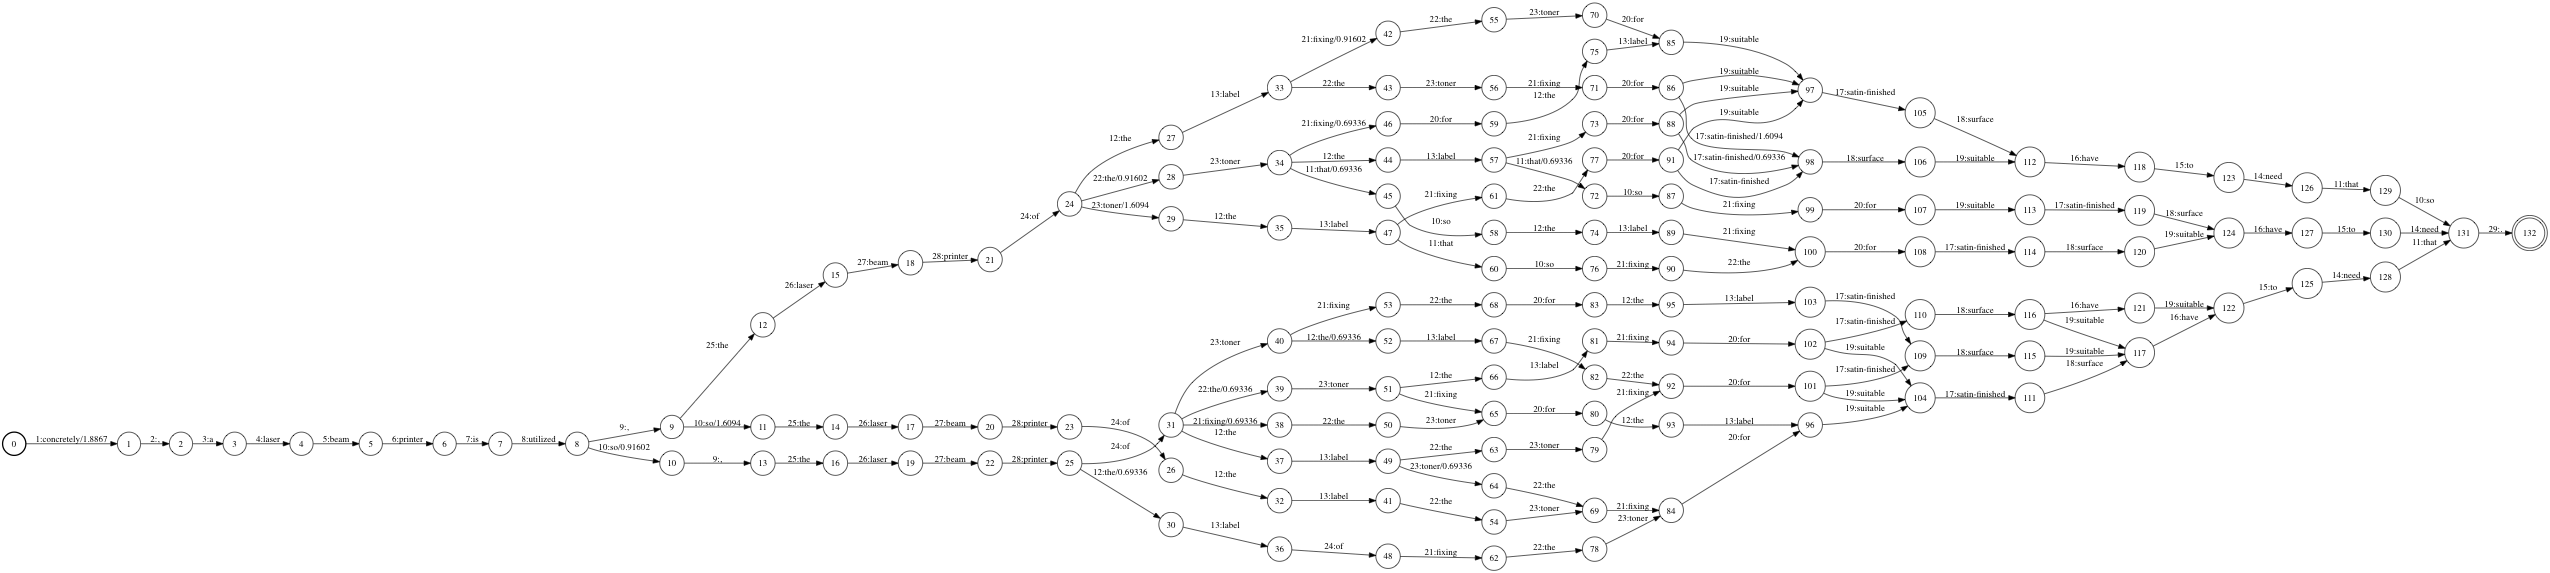 0 1:concretely/1.8867 1 2:, 2 3:a 3 4:laser 4 5:beam 5 6:printer 6 7:is 7 8:utilized 8
9:, 9 25:the 12 26:laser 15 27:beam 18 28:printer 21 24:of 24
10:so/1.6094 11 25:the 14 26:laser 17 27:beam 20 28:printer 23 24:of 26 12:the 32 13:label 41 22:the 54 23:toner 69 21:fixing 84 20:for 96 19:suitable 104
10:so/0.91602 10 9:, 13 25:the 16 26:laser 19 27:beam 22 28:printer 25 24:of 31
12:the/0.69336 30 13:label 36 24:of 48 21:fixing 62 22:the 78 23:toner
12:the 27 13:label 33 21:fixing/0.91602 42 22:the 55 23:toner 70 20:for 85 19:suitable 97
22:the 43 23:toner 56 21:fixing 71 20:for 86 19:suitable
17:satin-finished/1.6094
22:the/0.91602 28 23:toner 34 21:fixing/0.69336 46 20:for 59 12:the 75 13:label
12:the 44 13:label 57 21:fixing 73 20:for 88 19:suitable
17:satin-finished/0.69336 98
11:that/0.69336 72 10:so 87 21:fixing 99 20:for 107 19:suitable 113 17:satin-finished 119 18:surface 124
11:that/0.69336 45 10:so 58 12:the 74 13:label 89 21:fixing 100
23:toner/1.6094 29 12:the 35 13:label 47 21:fixing 61 22:the 77 20:for 91 19:suitable
17:satin-finished
11:that 60 10:so 76 21:fixing 90 22:the
20:for 108 17:satin-finished 114 18:surface 120 19:suitable
17:satin-finished 105 18:surface 112 16:have 118 15:to 123 14:need 126 11:that 129 10:so 131 29:. 132
18:surface 106 19:suitable
16:have 127 15:to 130 14:need
23:toner 40 21:fixing 53 22:the 68 20:for 83 12:the 95 13:label 103 17:satin-finished 109
12:the/0.69336 52 13:label 67 21:fixing 82 22:the 92 20:for 101 17:satin-finished
19:suitable
22:the/0.69336 39 23:toner 51 12:the 66 13:label 81 21:fixing 94 20:for 102 17:satin-finished 110
19:suitable
21:fixing 65 20:for 80 12:the 93 13:label
21:fixing/0.69336 38 22:the 50 23:toner
12:the 37 13:label 49 22:the 63 23:toner 79 21:fixing
23:toner/0.69336 64 22:the
18:surface 116 16:have 121 19:suitable 122 15:to 125 14:need 128 11:that
19:suitable 117 16:have
18:surface 115 19:suitable
17:satin-finished 111 18:surface